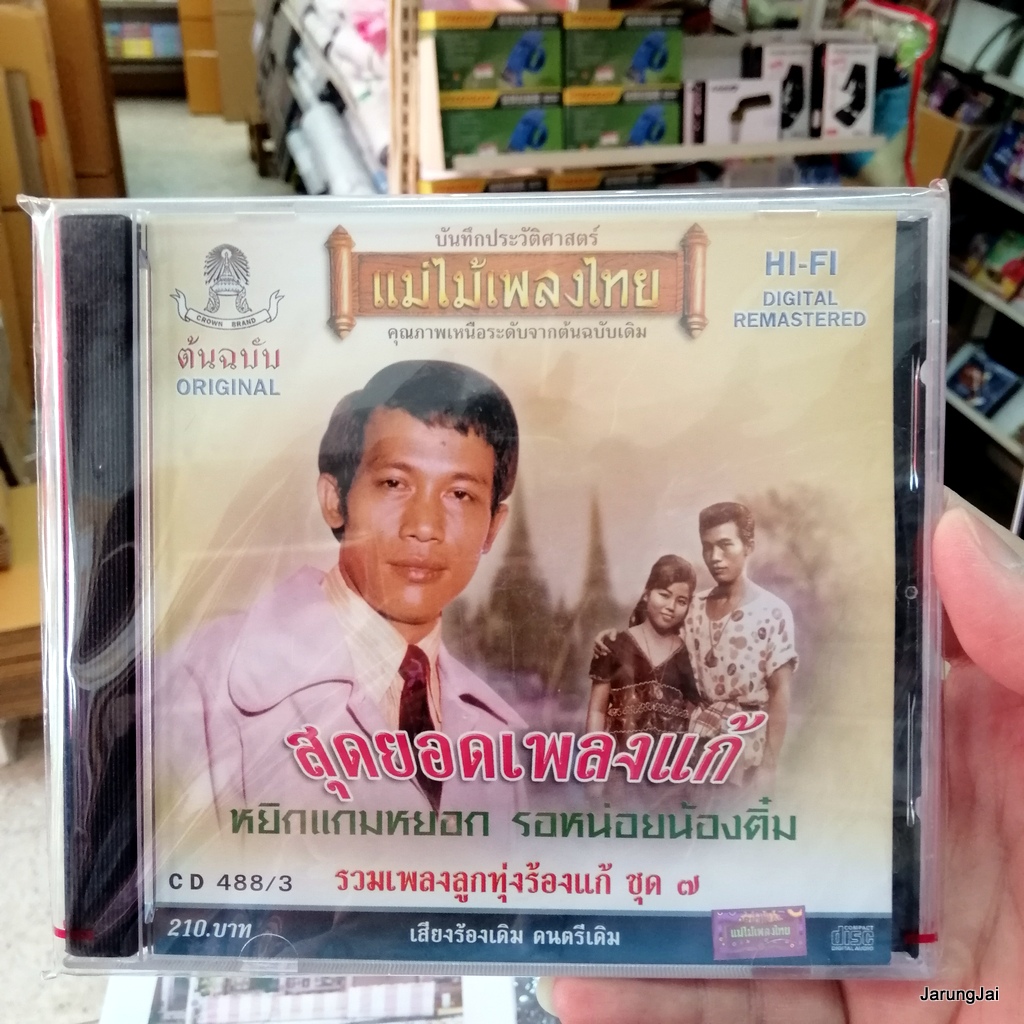 บันทึกประวัติศาสตร์
แม่ไม้เพลงไทย
คุณภาพเหนือระดับจากต้นฉบับเดิม
CROWN BRAND
ต้นฉบับ
ORIGINAL
HI-FI
DIGITAL
REMASTERED
สุดยอดเพลงแก้
หยิกแกมหยอก รอหน่อยน้องติ๋ม
CD 488/3 รวมเพลงลูกทุ่งร้องแก้ ชุด ๗
210.บาท
เสียงร้องเดิม ดนตรีเดิม
แม่ไม้เพลงไทย
COMPACT
disc
DIGITAL AUDIO
JarungJai